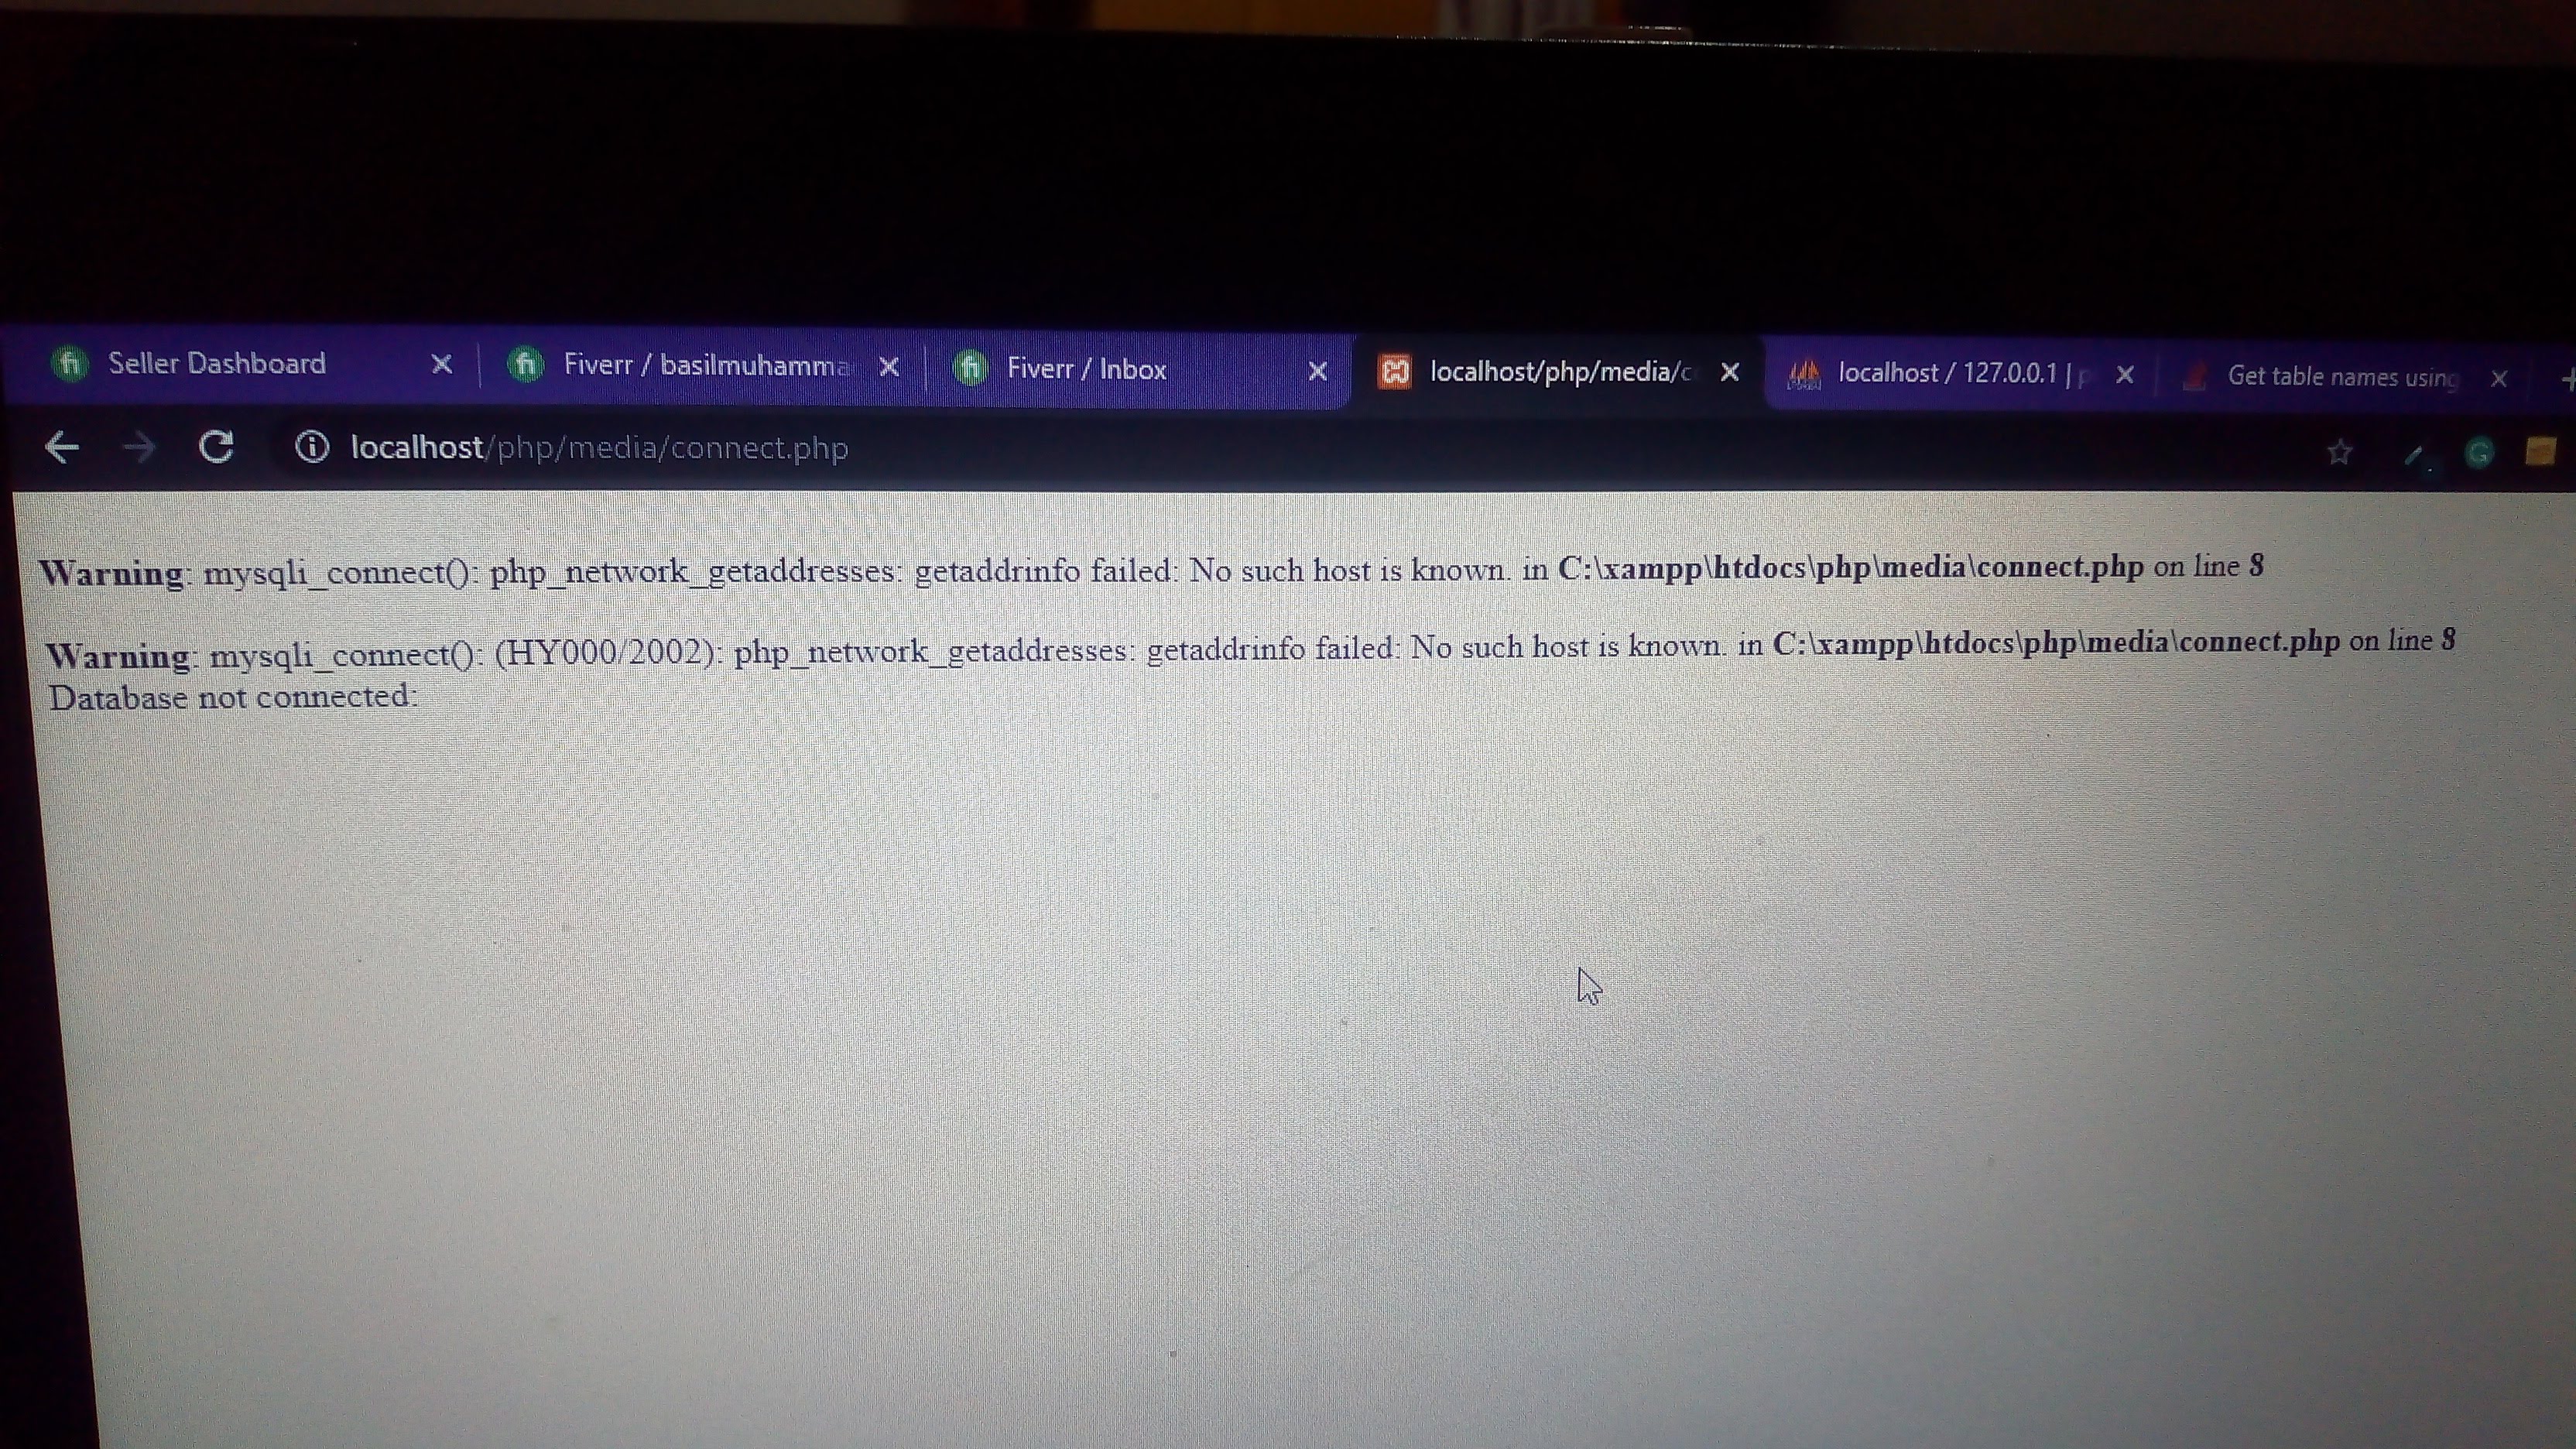 Seller Dashboard
Fiverr / basilmuhamma
Fiverr / Inbox
localhost/php/media/c
localhost / 127.0.0.1 | p
Get table names using
localhost/php/media/connect.php
Warning: mysqli_connect(): php_network_getaddresses: getaddrinfo failed: No such host is known. in C:\xampp\htdocs\php\media\connect.php on line 8
Warning: mysqli_connect(): (HY000/2002): php_network_getaddresses: getaddrinfo failed: No such host is known. in C:\xampp\htdocs\php\media\connect.php on line 8
Database not connected: